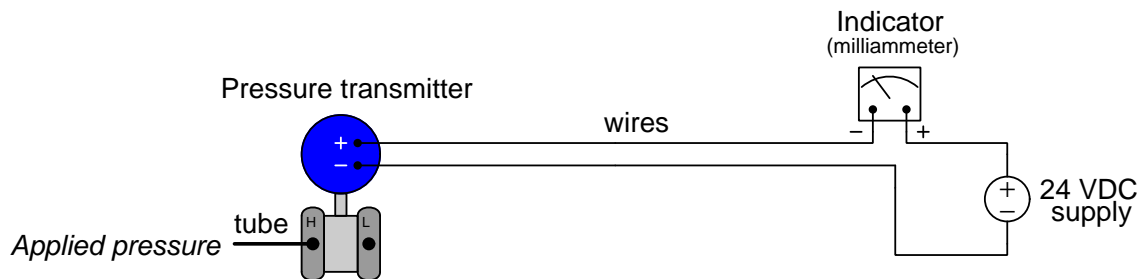 Indicator
(milliammeter)
Pressure transmitter
wires
+
−
− +
+
−
24 VDC
supply
H L
tube
Applied pressure